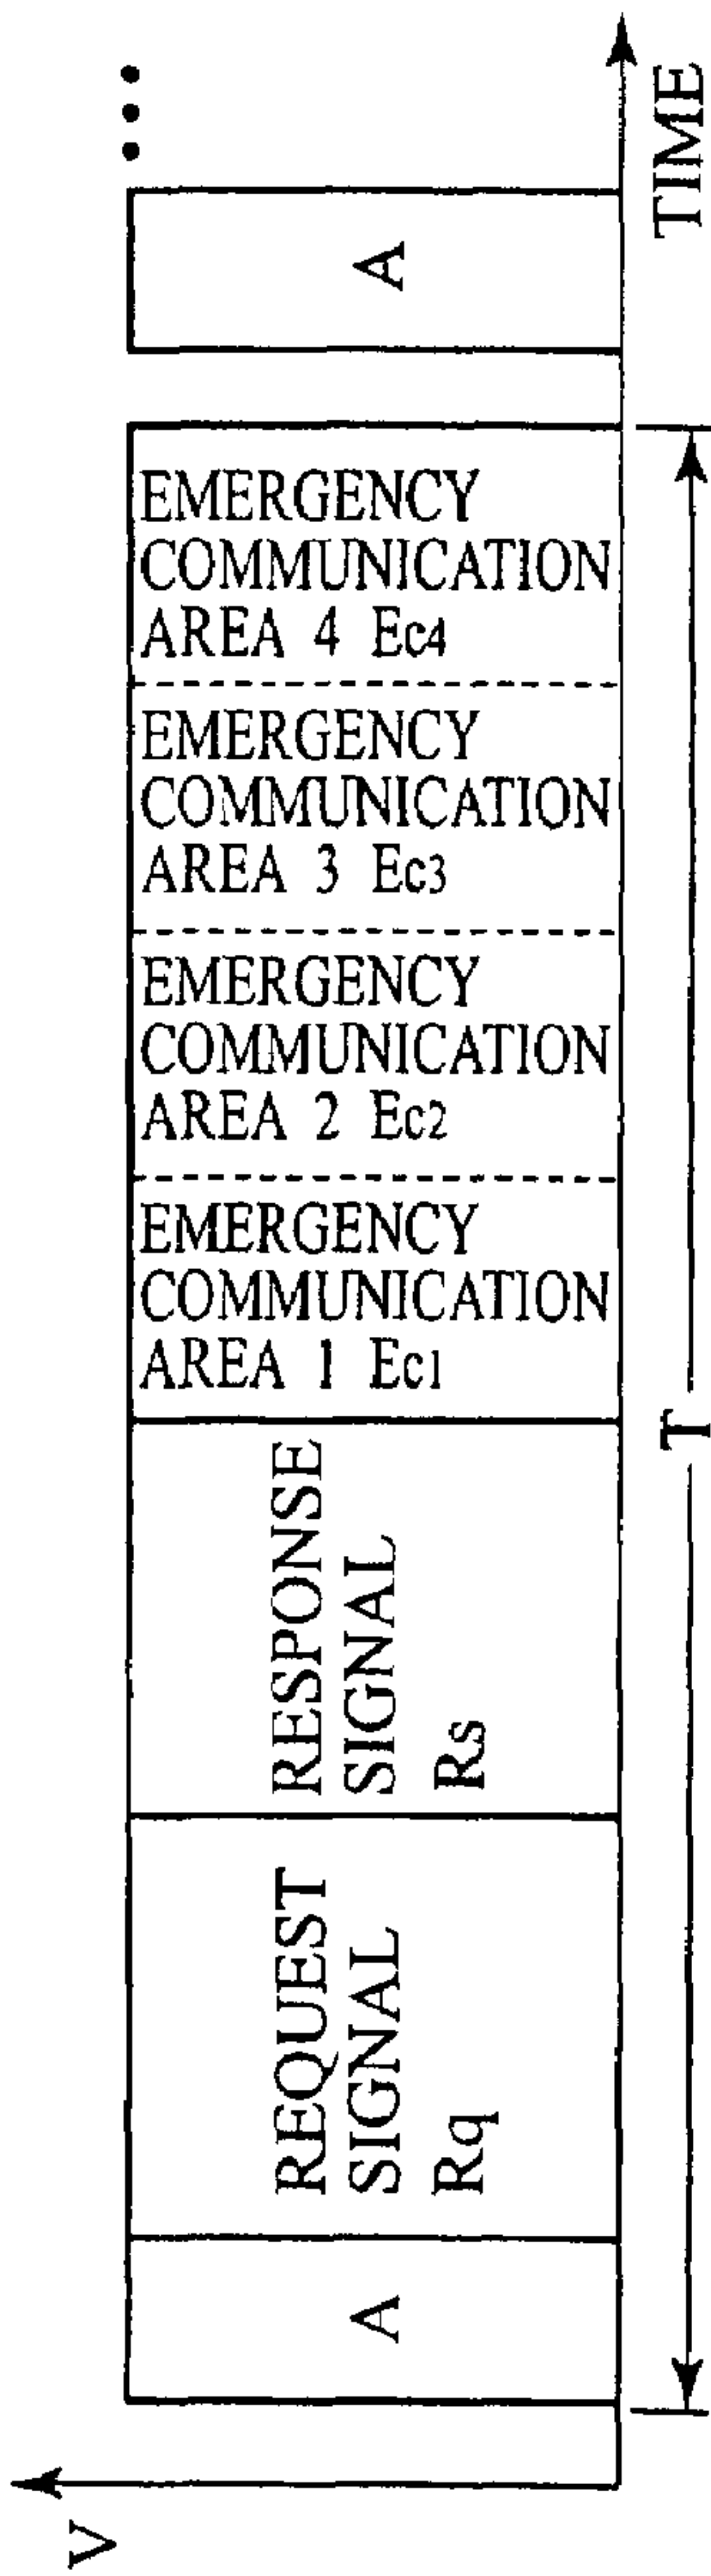 V
A
REQUEST
SIGNAL
Rq
RESPONSE
SIGNAL
Rs
EMERGENCY
COMMUNICATION
AREA 1 Ec1
EMERGENCY
COMMUNICATION
AREA 2 Ec2
EMERGENCY
COMMUNICATION
AREA 3 Ec3
EMERGENCY
COMMUNICATION
AREA 4 Ec4
A
•••
TIME
T